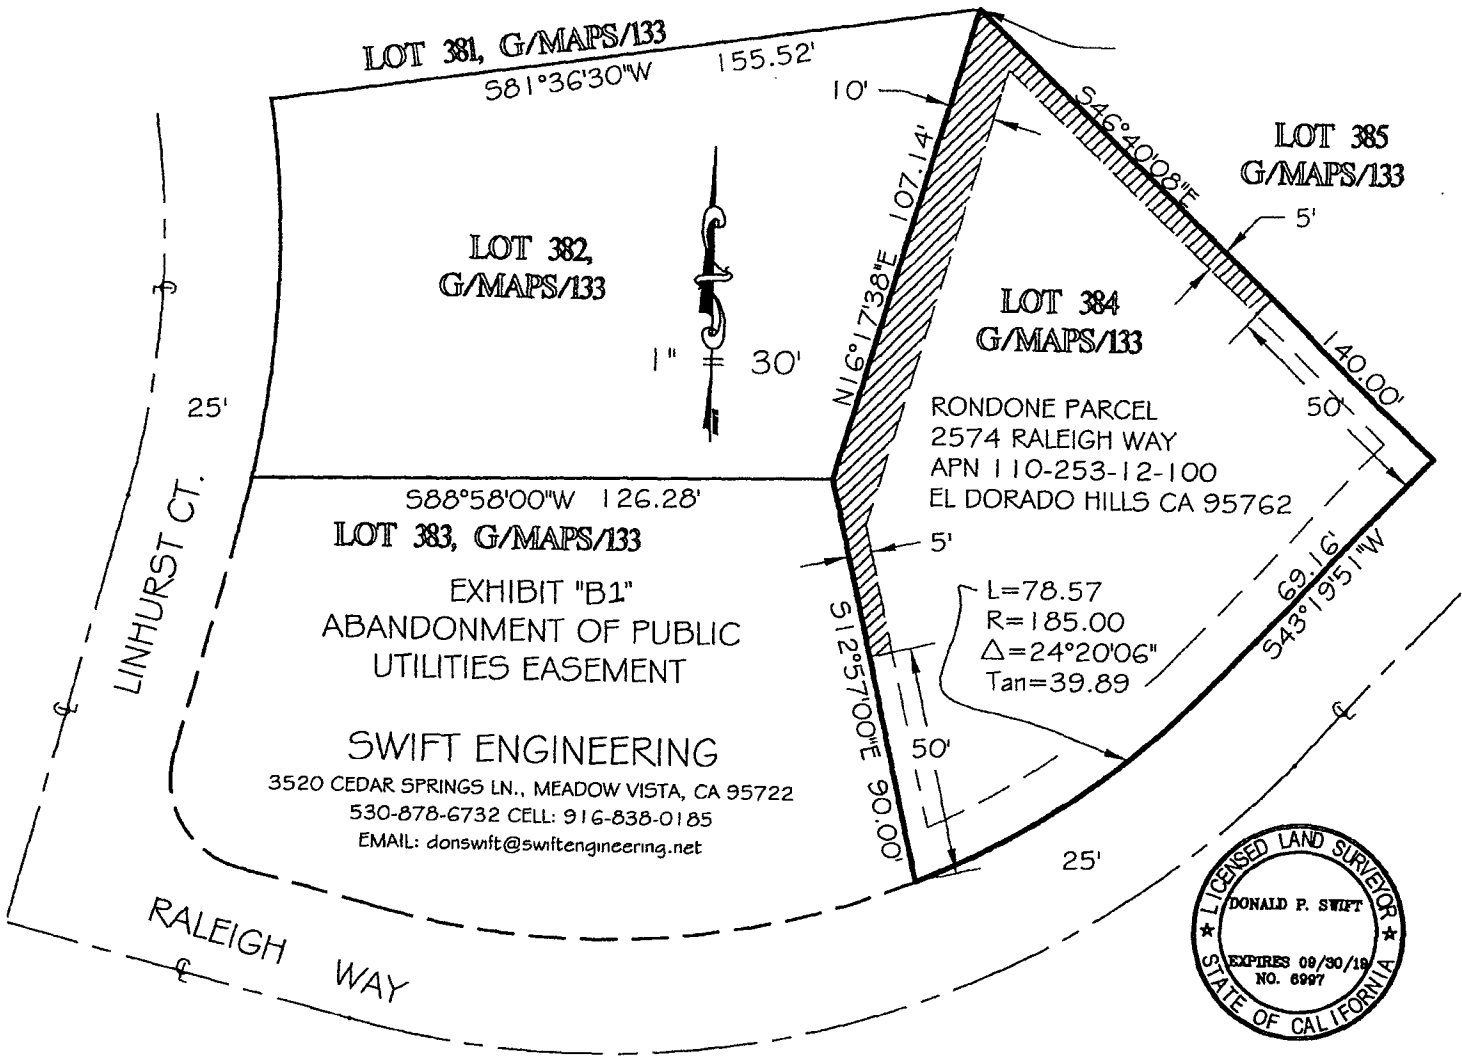 LOT 381, G/MAPS/133
S81°36'30"W 155.52'
10'
S46°40'08"E
LOT 385
G/MAPS/133
5'
107.14'
N16°17'38"E
LOT 382,
G/MAPS/133
LOT 384
G/MAPS/133
1" = 30'
140.00'
50'
25'
RONDONE PARCEL
2574 RALEIGH WAY
APN 110-253-12-100
EL DORADO HILLS CA 95762
LINHURST CT.
S88°58'00"W 126.28'
LOT 383, G/MAPS/133
5'
69.16'
S43°19'51"W
EXHIBIT "B1"
ABANDONMENT OF PUBLIC
UTILITIES EASEMENT
L=78.57
R=185.00
△=24°20'06"
Tan=39.89
S12°57'00"E 90.00'
50'
SWIFT ENGINEERING
3520 CEDAR SPRINGS LN., MEADOW VISTA, CA 95722
530-878-6732 CELL: 916-838-0185
EMAIL: donswift@swiftengineering.net
25'
RALEIGH WAY
LICENSED LAND SURVEYOR
DONALD P. SWIFT
EXPIRES 09/30/19
NO. 6997
STATE OF CALIFORNIA